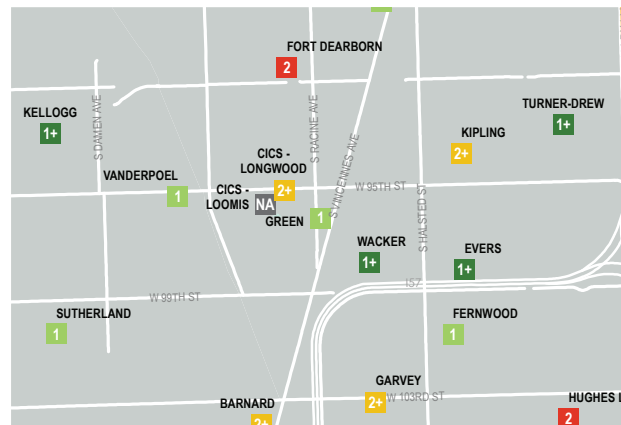 FORT DEARBORN
2
KELLOGG
1+
S DAMEN AVE
S RACINE AVE
TURNER-DREW
1+
KIPLING
2+
VANDERPOEL
1
CICS -
LONGWOOD
2+
CICS -
LOOMIS
NA
GREEN
1
S VINCENNES AVE
W 95TH ST
S HALSTED ST
WACKER
1+
EVERS
1+
I57
W 99TH ST
SUTHERLAND
1
FERNWOOD
1
GARVEY
2+
W 103RD ST
BARNARD
2+
HUGHES
2